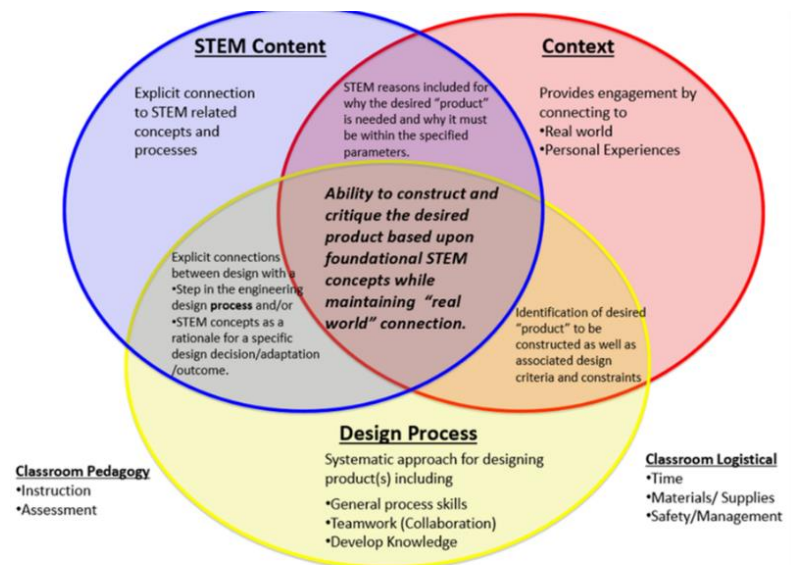 STEM Content
Explicit connection
to STEM related
concepts and
processes
STEM reasons included for
why the desired “product”
is needed and why it must
be within the specified
parameters.
Context
Provides engagement by
connecting to
•Real world
•Personal Experiences
Ability to construct and
critique the desired
product based upon
foundational STEM
concepts while
maintaining “real
world” connection.
Explicit connections
between design with a
•Step in the engineering
design process and/or
•STEM concepts as a
rationale for a specific
design decision/adaptation
/outcome.
Identification of desired
“product” to be
constructed as well as
associated design
criteria and constraints
Design Process
Systematic approach for designing
product(s) including
•General process skills
•Teamwork (Collaboration)
•Develop Knowledge
Classroom Pedagogy
•Instruction
•Assessment
Classroom Logistical
•Time
•Materials/ Supplies
•Safety/Management